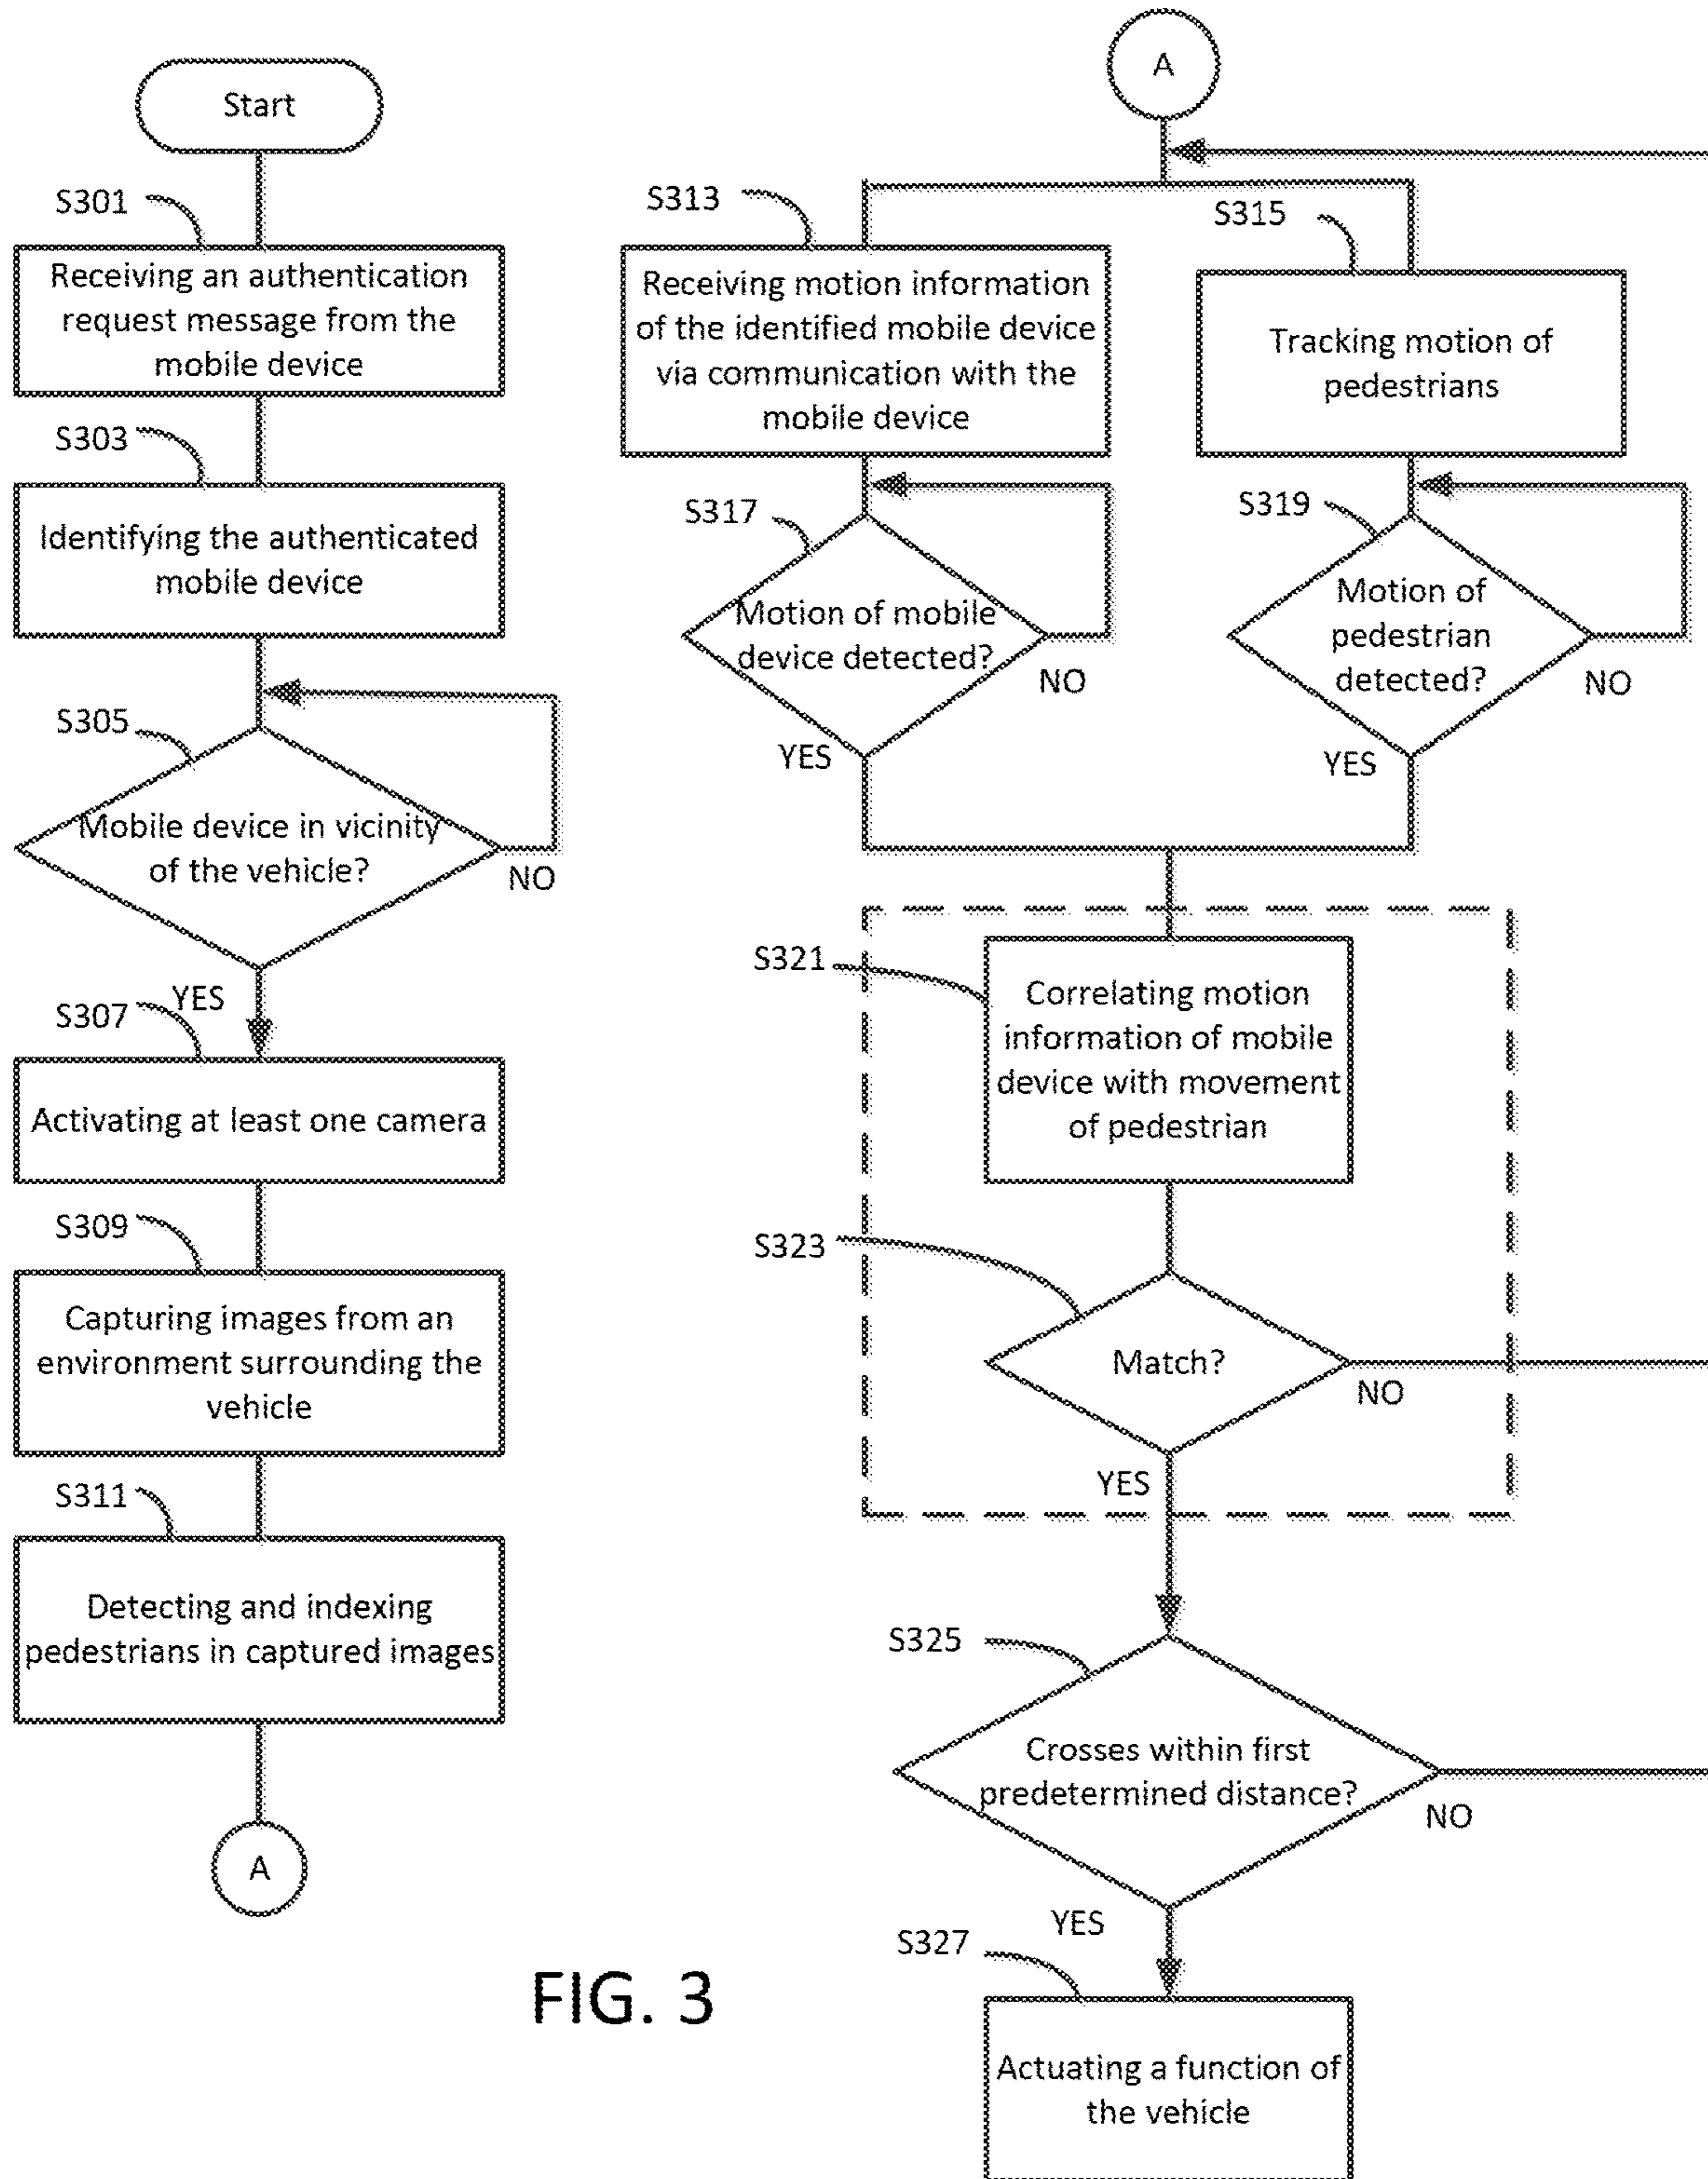 Start
S301
Receiving an authentication
request message from the
mobile device
S303
Identifying the authenticated
mobile device
S305
Mobile device in vicinity
of the vehicle?
NO
YES
S307
Activating at least one camera
S309
Capturing images from an
environment surrounding the
vehicle
S311
Detecting and indexing
pedestrians in captured images
A
A
S313
Receiving motion information
of the identified mobile device
via communication with the
mobile device
S315
Tracking motion of
pedestrians
S317
Motion of mobile
device detected?
NO
YES
S319
Motion of
pedestrian
detected?
NO
YES
S321
Correlating motion
information of mobile
device with movement
of pedestrian
S323
Match?
NO
YES
S325
Crosses within first
predetermined distance?
NO
YES
S327
Actuating a function of
the vehicle
FIG. 3